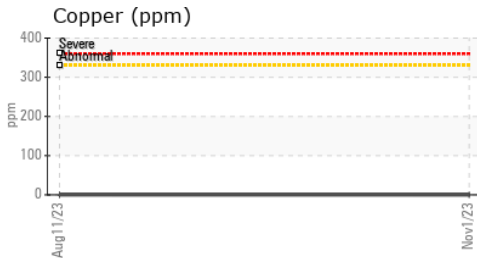 Copper (ppm)
400
Severe
Abnormal
300
200
100
0
ppm
Aug11/23
Nov1/23